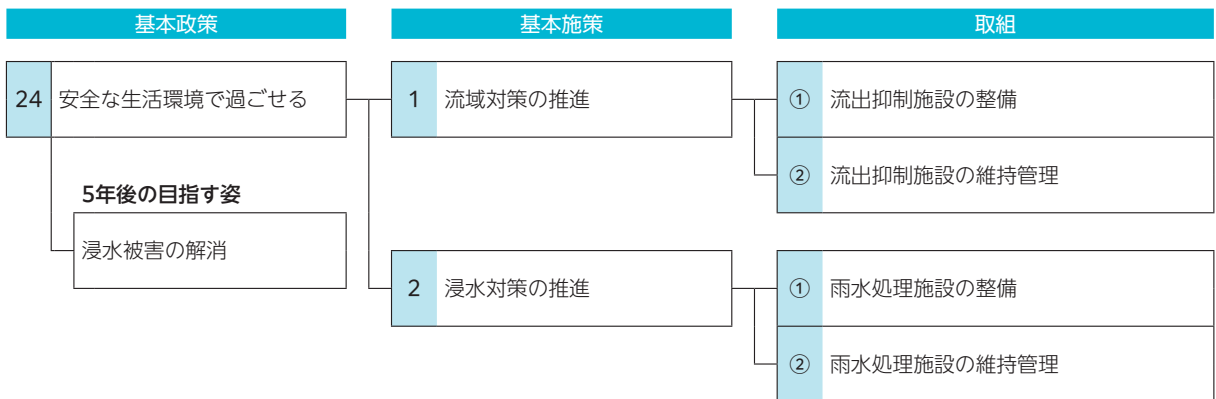 基本政策
基本施策
取組
24 安全な生活環境で過ごせる
5年後の目指す姿
浸水被害の解消
1 流域対策の推進
① 流出抑制施設の整備
② 流出抑制施設の維持管理
2 浸水対策の推進
① 雨水処理施設の整備
② 雨水処理施設の維持管理